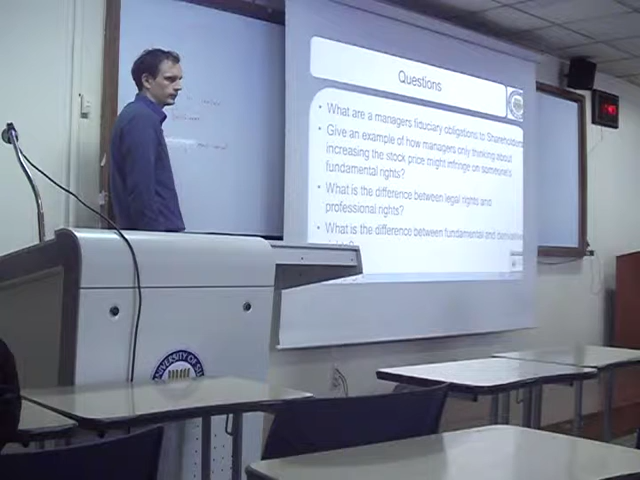 Questions
• What are a managers fiduciary obligations to Shareholders
• Give an example of how managers only thinking about
increasing the stock price might infringe on someone's
fundamental rights?
• What is the difference between legal rights and
professional rights?
• What is the difference between fundamental and derivative
UNIVERSITY OF